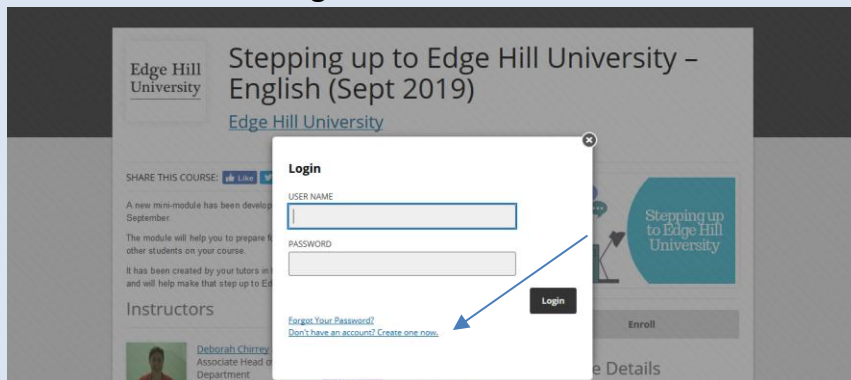 Edge Hill
University
Stepping up to Edge Hill University –
English (Sept 2019)
Edge Hill University
SHARE THIS COURSE: Like
A new mini-module has been develop
September.
The module will help you to prepare f
other students on your course.
It has been created by your tutors in
and will help make that step up to Ed
Instructors
Deborah Chirrey
Associate Head o
Department
Login
USER NAME
PASSWORD
Login
Forgot Your Password?
Don't have an account? Create one now.
Stepping up
to Edge Hill
University
Enroll
e Details